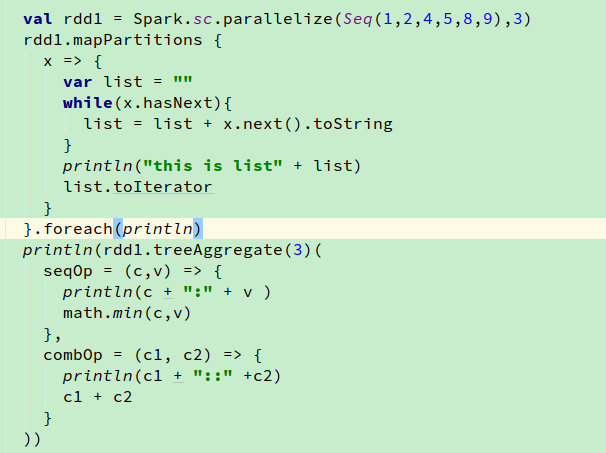 val rdd1 = Spark.sc.parallelize(Seq(1,2,4,5,8,9),3)
rdd1.mapPartitions {
  x => {
    var list = ""
    while(x.hasNext){
      list = list + x.next().toString
    }
    println("this is list" + list)
    list.toIterator
  }
}.foreach(println)
println(rdd1.treeAggregate(3)(
  seqOp = (c,v) => {
    println(c + ":" + v )
    math.min(c,v)
  },
  combOp = (c1, c2) => {
    println(c1 + "::" +c2)
    c1 + c2
  }
))